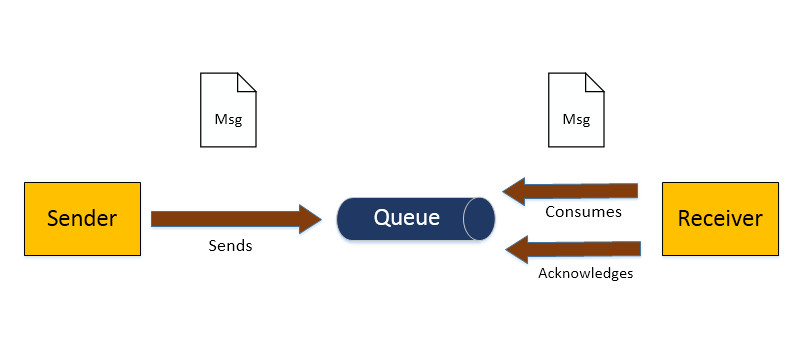 Msg
Msg
Sender
Sends
Queue
Consumes
Acknowledges
Receiver